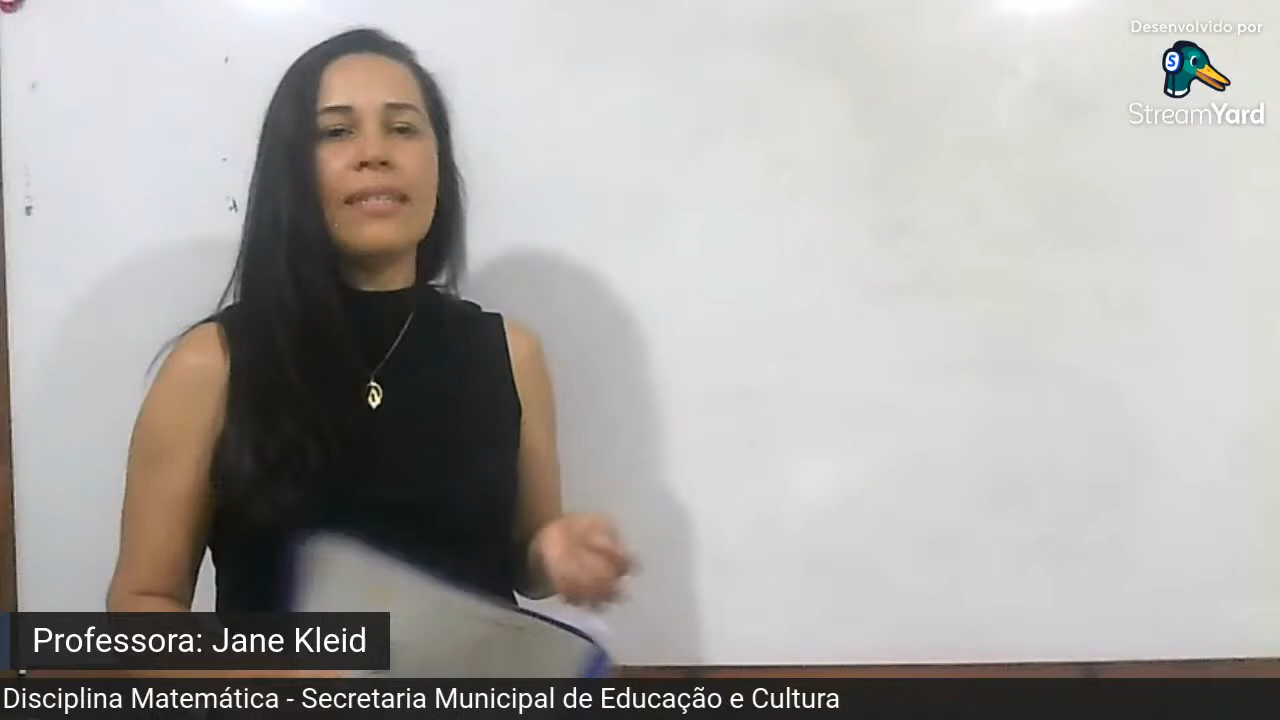 Desenvolvido por
S
StreamYard
Professora: Jane Kleid
Disciplina Matemática - Secretaria Municipal de Educação e Cultura